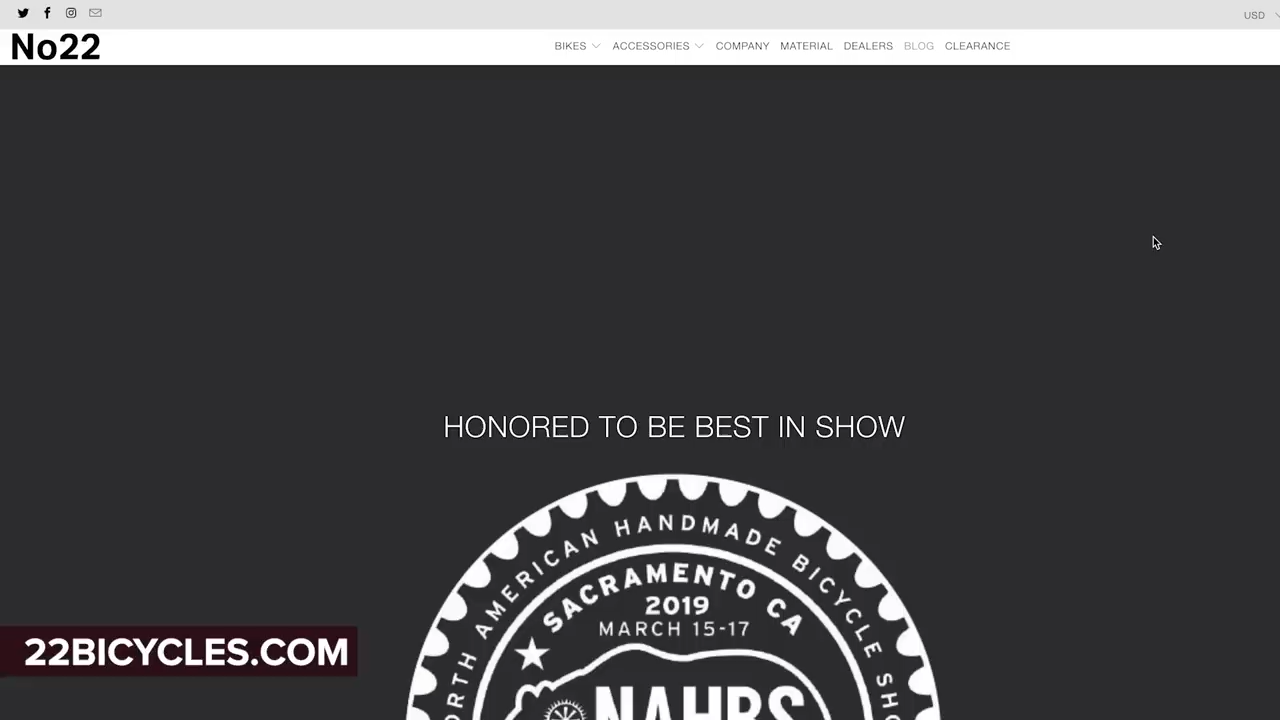 USD
No22
BIKES ACCESSORIES COMPANY MATERIAL DEALERS BLOG CLEARANCE
HONORED TO BE BEST IN SHOW
NORTH AMERICAN HANDMADE BICYCLE SHOW
SACRAMENTO CA
2019
MARCH 15-17
NAHBS
22BICYCLES.COM